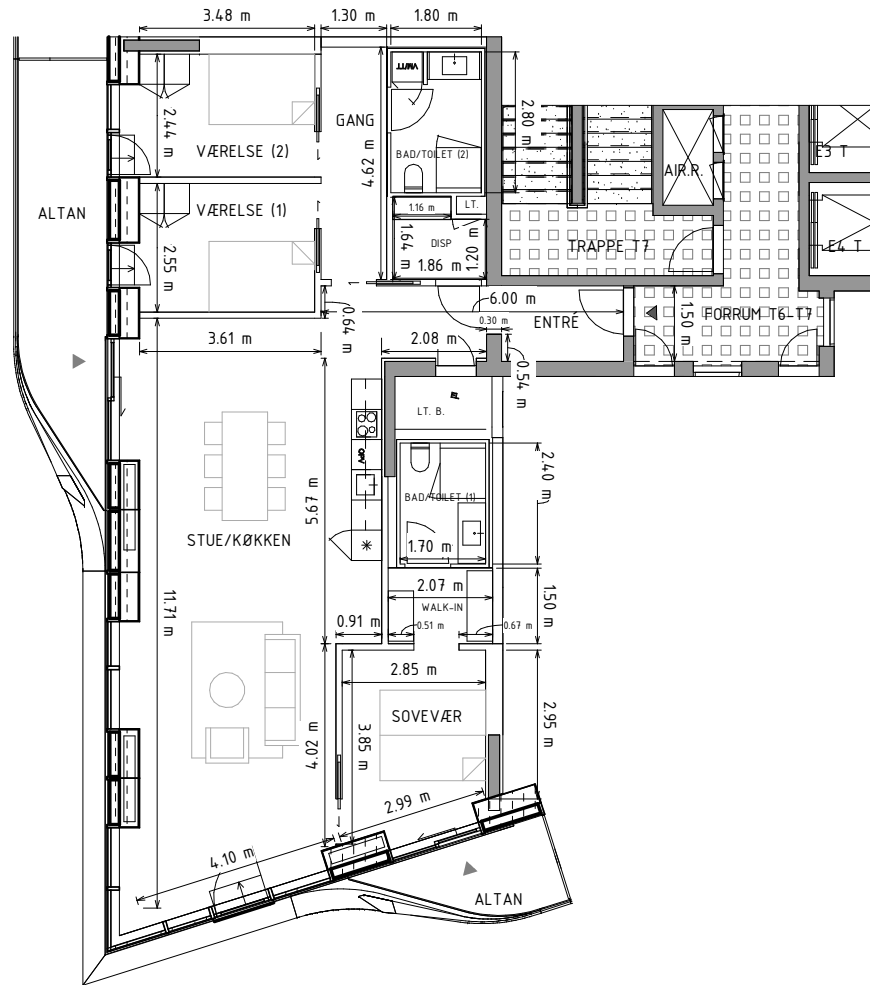 3.48 m
1.30 m
1.80 m
VM/TT
2.44 m
GANG
2.80 m
VÆRELSE (2)
4.62 m
BAD/TOILET (2)
E3 T
AIR.R.
ALTAN
VÆRELSE (1)
1.16 m
LT.
2.55 m
1.64 m
DISP
1.20 m
TRAPPE T7
E4 T
1.86 m
6.00 m
0.64 m
0.30 m
ENTRÉ
1.50 m
FORRUM T6-T7
3.61 m
2.08 m
0.54 m
LT. B.
OPV
2.40 m
BAD/TOILET (1)
5.67 m
STUE/KØKKEN
1.70 m
11.71 m
2.07 m
WALK-IN
1.50 m
0.91 m
0.51 m
0.67 m
2.85 m
SOVEVÆR
4.02 m
3.85 m
2.95 m
2.99 m
4.10 m
ALTAN